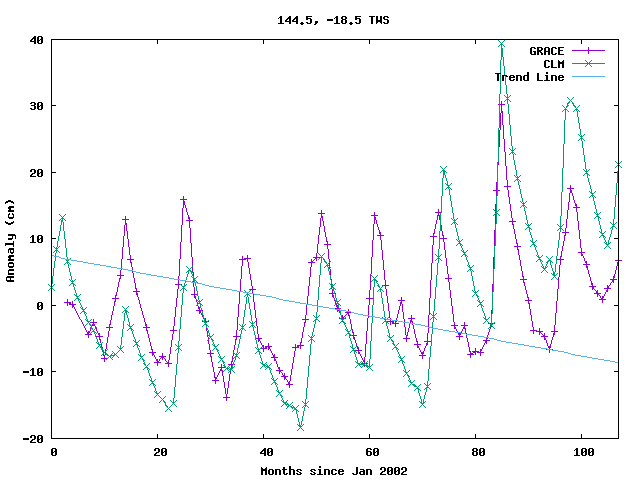 144.5, -18.5 TWS
40
30
20
10
0
-10
-20
Anomaly (cm)
GRACE
CLM
Trend Line
0 20 40 60 80 100
Months since Jan 2002